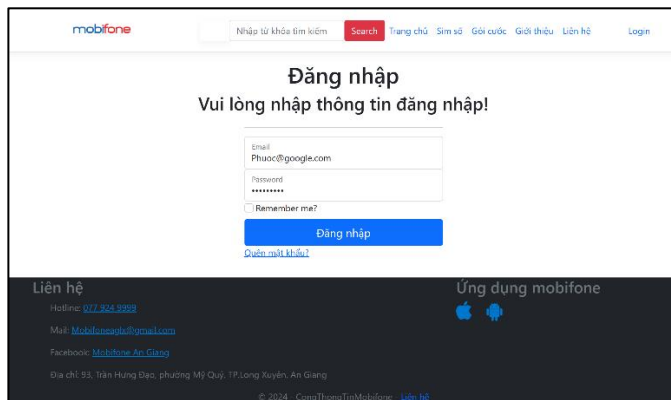 mobifone
Nhập từ khóa tìm kiếm Search Trang chủ Sim số Gói cước Giới thiệu Liên hệ Login
Đăng nhập
Vui lòng nhập thông tin đăng nhập!
Email
Phuoc@google.com
Password
•••••••••
Remember me?
Đăng nhập
Quên mật khẩu?
Liên hệ
Hotline: 077 924 9999
Mail: Mobifoneaglx@gmail.com
Facebook: Mobifone An Giang
Địa chỉ: 93, Trần Hưng Đạo, phường Mỹ Quý, TP.Long Xuyên, An Giang
Ứng dụng mobifone
© 2024 - CongThongTinMobifone - Liên hệ